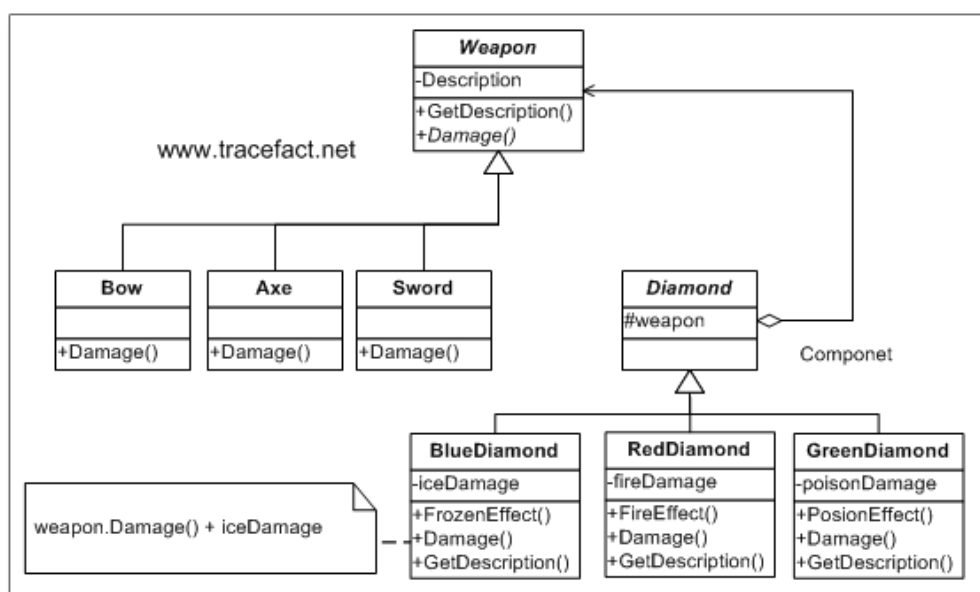 Weapon
-Description
+GetDescription()
+Damage()
www.tracefact.net
Bow
+Damage()
Axe
+Damage()
Sword
+Damage()
Diamond
#weapon
Componet
BlueDiamond
-iceDamage
+FrozenEffect()
+Damage()
+GetDescription()
RedDiamond
-fireDamage
+FireEffect()
+Damage()
+GetDescription()
GreenDiamond
-poisonDamage
+PosionEffect()
+Damage()
+GetDescription()
weapon.Damage() + iceDamage